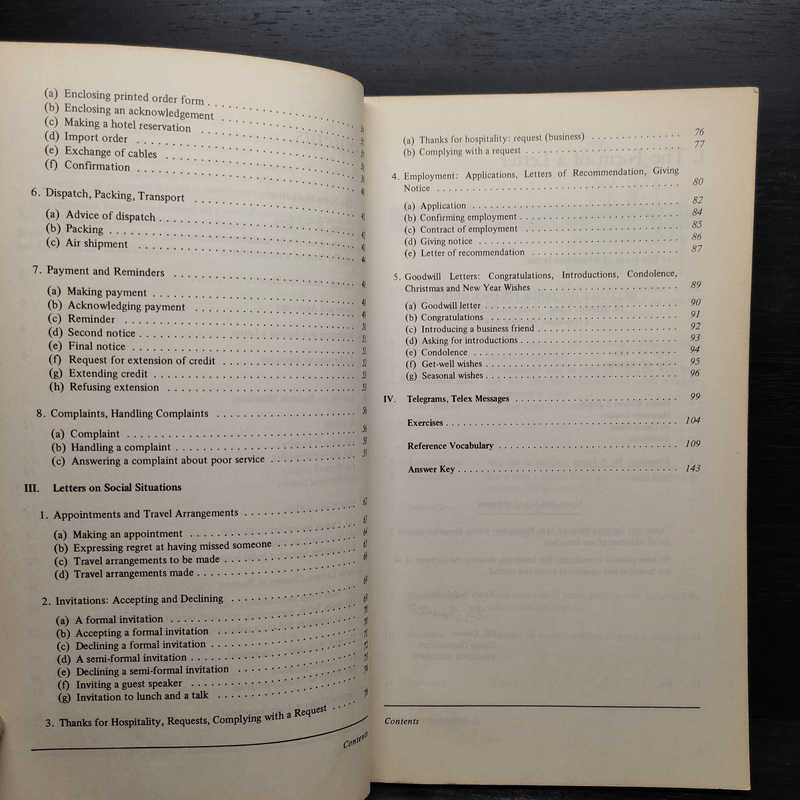 (a) Enclosing printed order form
(b) Enclosing an acknowledgement
(c) Making a hotel reservation
(d) Import order
(e) Exchange of cables
(f) Confirmation
6. Dispatch, Packing, Transport
(a) Advice of dispatch
(b) Packing
(c) Air shipment
7. Payment and Reminders
(a) Making payment
(b) Acknowledging payment
(c) Reminder
(d) Second notice
(e) Final notice
(f) Request for extension of credit
(g) Extending credit
(h) Refusing extension
8. Complaints, Handling Complaints
(a) Complaint
(b) Handling a complaint
(c) Answering a complaint about poor service
III. Letters on Social Situations
1. Appointments and Travel Arrangements
(a) Making an appointment
(b) Expressing regret at having missed someone
(c) Travel arrangements to be made
(d) Travel arrangements made
2. Invitations: Accepting and Declining
(a) A formal invitation
(b) Accepting a formal invitation
(c) Declining a formal invitation
(d) A semi-formal invitation
(e) Declining a semi-formal invitation
(f) Inviting a guest speaker
(g) Invitation to lunch and a talk
3. Thanks for Hospitality, Requests, Complying with a Request
Contents
(a) Thanks for hospitality: request (business) 76
(b) Complying with a request 77
4. Employment: Applications, Letters of Recommendation, Giving
Notice 80
(a) Application 82
(b) Confirming employment 84
(c) Contract of employment 85
(d) Giving notice 86
(e) Letter of recommendation 87
5. Goodwill Letters: Congratulations, Introductions, Condolence,
Christmas and New Year Wishes 89
(a) Goodwill letter 90
(b) Congratulations 91
(c) Introducing a business friend 92
(d) Asking for introductions 93
(e) Condolence 94
(f) Get-well wishes 95
(g) Seasonal wishes 96
IV. Telegrams, Telex Messages 99
Exercises 104
Reference Vocabulary 109
Answer Key 143
Contents